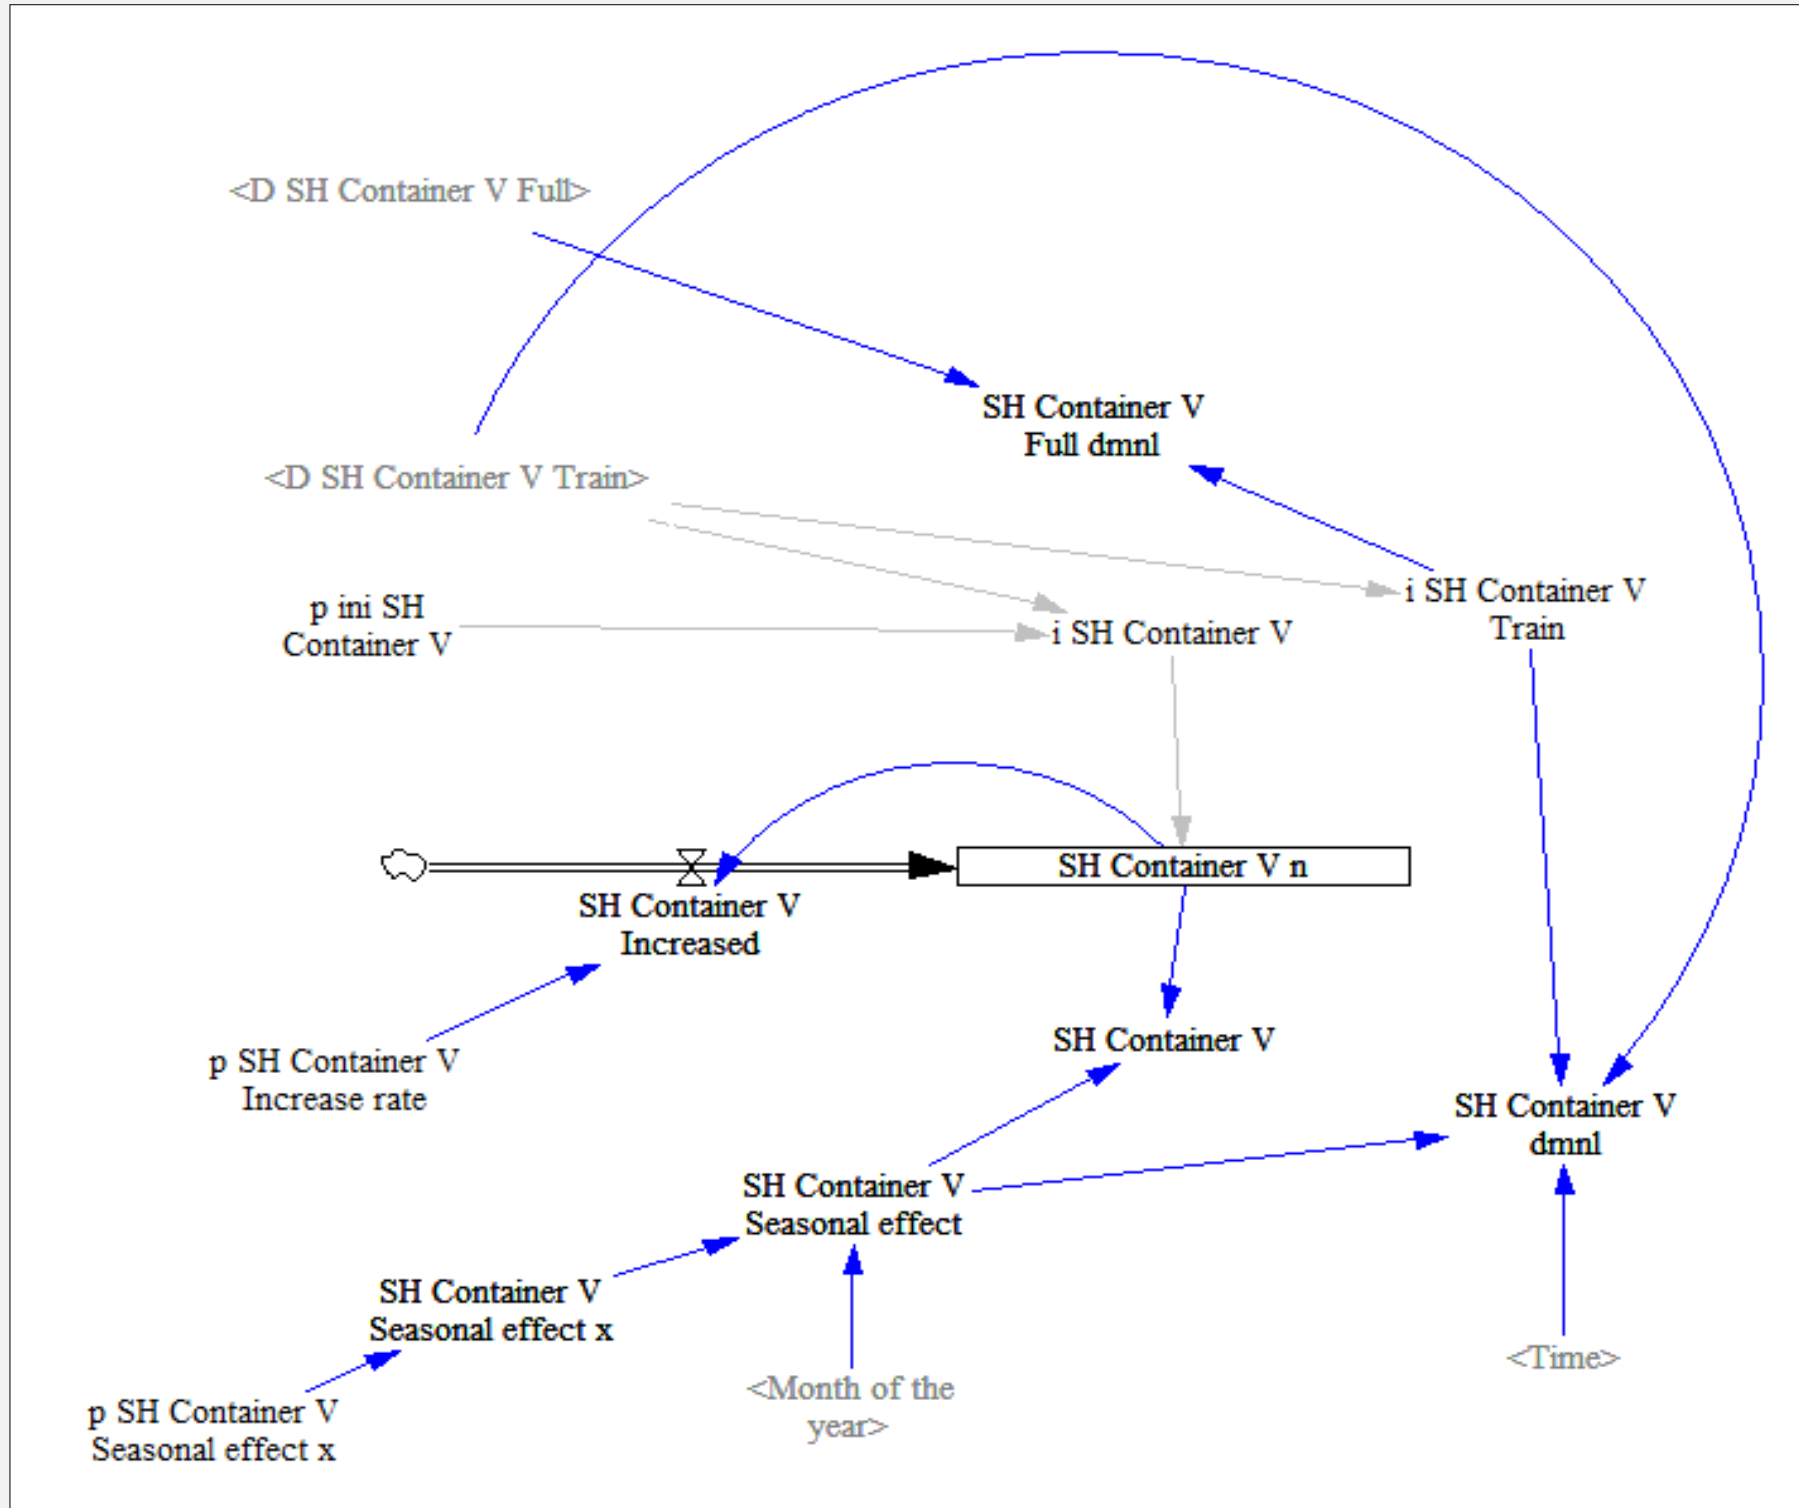 <D SH Container V Full>
SH Container V
Full dmnl
<D SH Container V Train>
p ini SH
Container V
i SH Container V
i SH Container V
Train
SH Container V n
SH Container V
Increased
p SH Container V
Increase rate
SH Container V
SH Container V
dmnl
SH Container V
Seasonal effect
SH Container V
Seasonal effect x
p SH Container V
Seasonal effect x
<Month of the
year>
<Time>